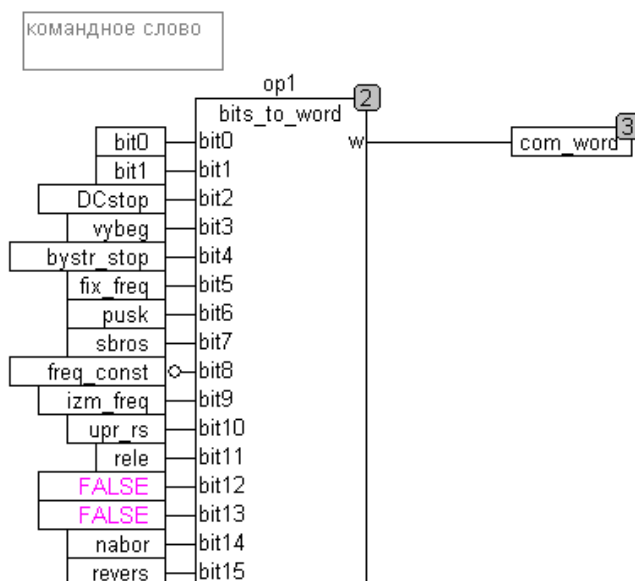 командное слово
op1
2
bits_to_word
3
bit0 bit0 w com_word
bit1 bit1
DCstop bit2
vybeg bit3
bystr_stop bit4
fix_freq bit5
pusk bit6
sbros bit7
freq_const bit8
izm_freq bit9
upr_rs bit10
rele bit11
FALSE bit12
FALSE bit13
nabor bit14
revers bit15